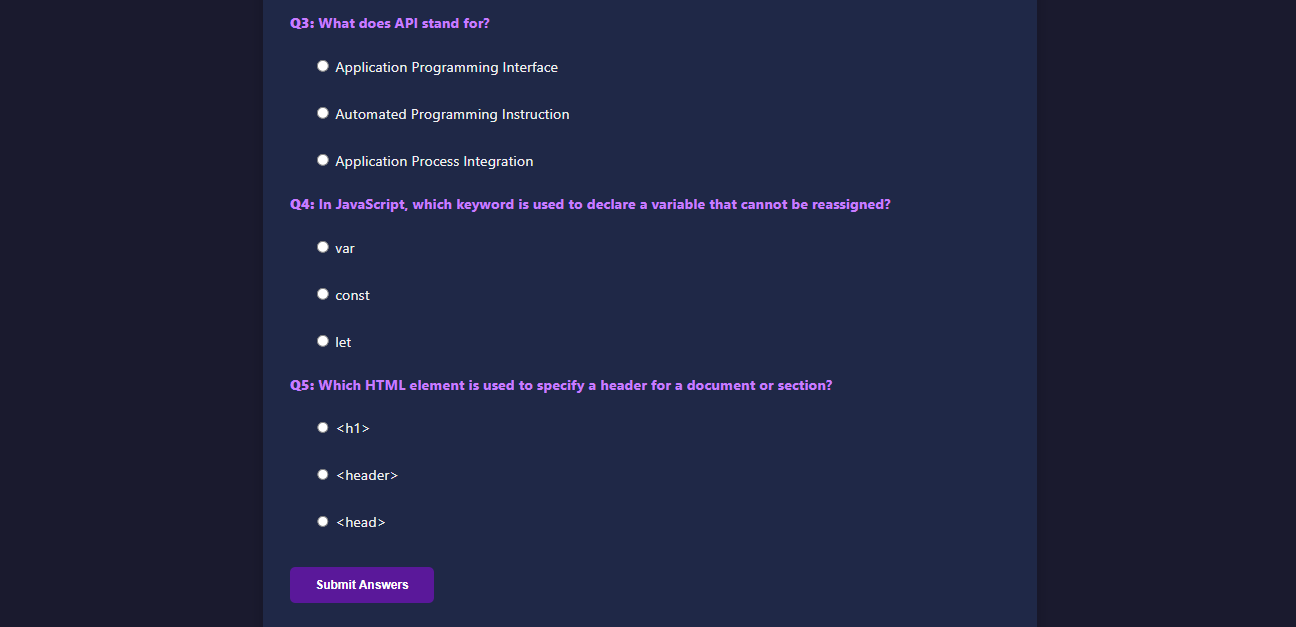 Q3: What does API stand for?
Application Programming Interface
Automated Programming Instruction
Application Process Integration
Q4: In JavaScript, which keyword is used to declare a variable that cannot be reassigned?
var
const
let
Q5: Which HTML element is used to specify a header for a document or section?
<h1>
<header>
<head>
Submit Answers